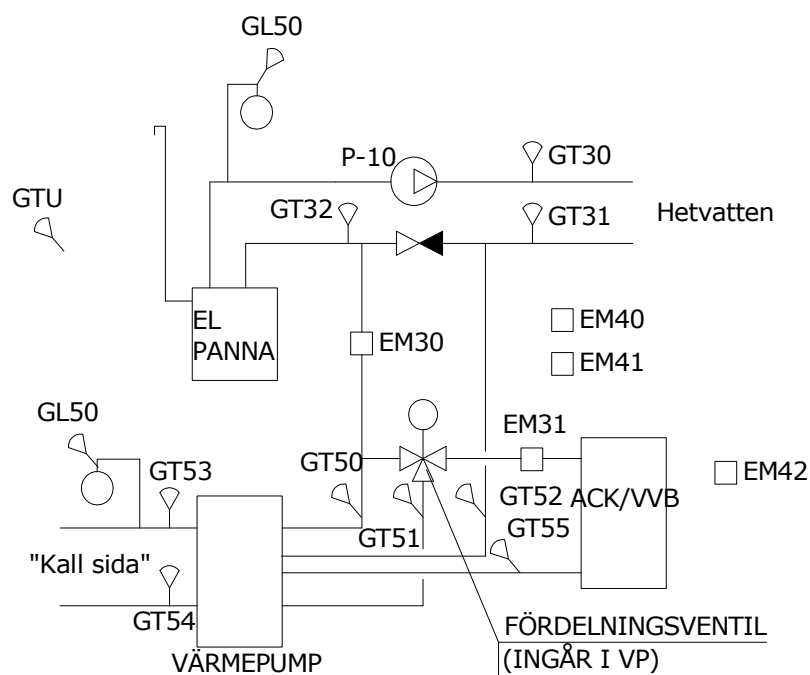 GL50
P-10
GT30
GTU
GT32
GT31
Hetvatten
EL
PANNA
EM30
EM40
EM41
GL50
GT53
GT50
EM31
EM42
GT52
ACK/VVB
GT51
GT55
"Kall sida"
GT54
VÄRMEPUMP
FÖRDELNINGSVENTIL
(INGÅR I VP)